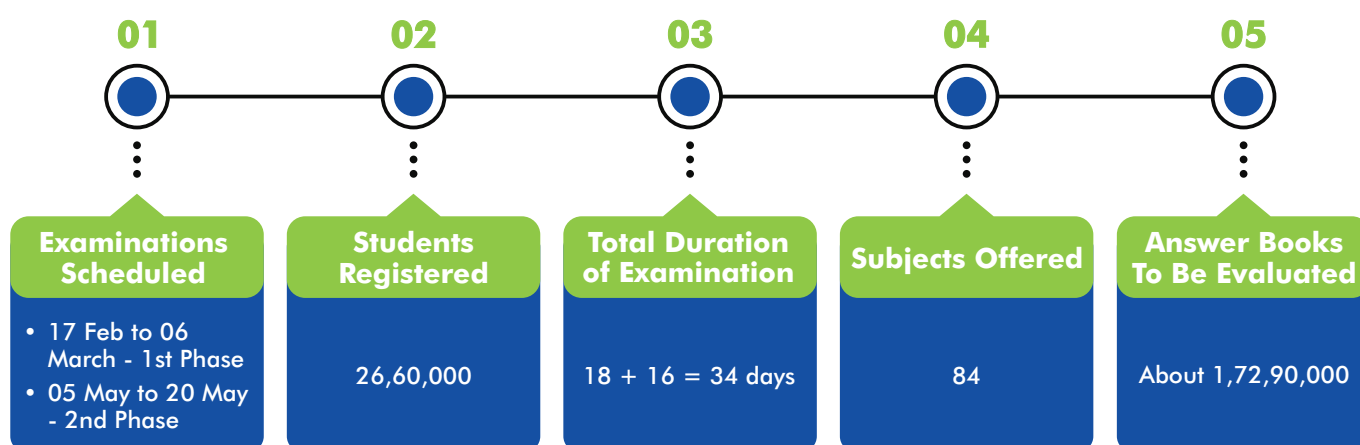 01
02
03
04
05
Examinations
Scheduled
• 17 Feb to 06
March - 1st Phase
• 05 May to 20 May
- 2nd Phase
Students
Registered
26,60,000
Total Duration
of Examination
18 + 16 = 34 days
Subjects Offered
84
Answer Books
To Be Evaluated
About 1,72,90,000